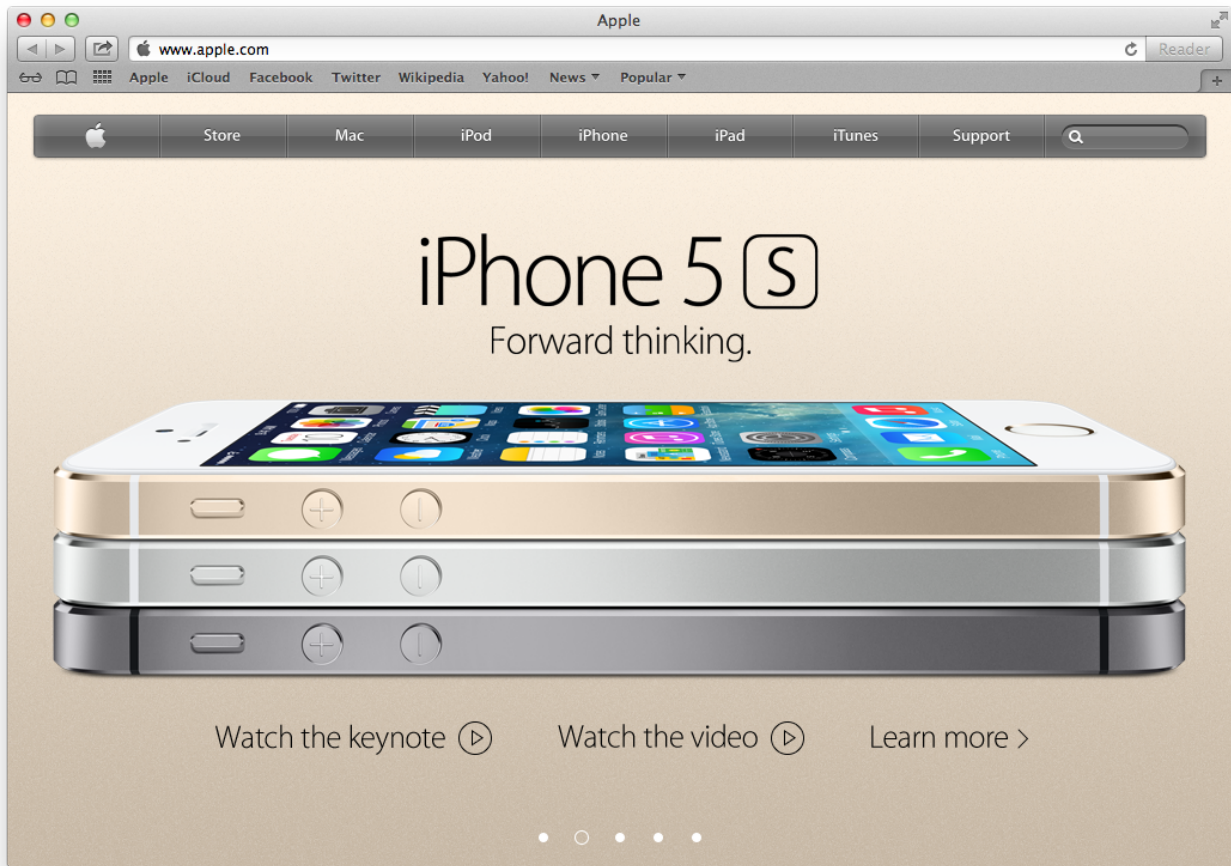 Apple
www.apple.com
Reader
Apple iCloud Facebook Twitter Wikipedia Yahoo! News Popular
Store Mac iPod iPhone iPad iTunes Support
iPhone 5 S
Forward thinking.
Watch the keynote
Watch the video
Learn more